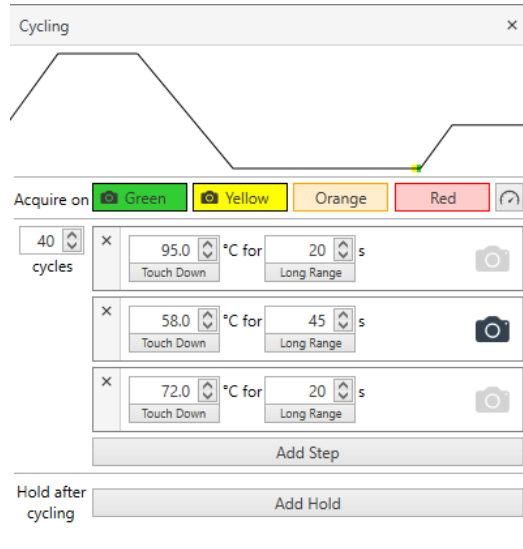 Cycling ×
Acquire on Green Yellow Orange Red
40 cycles
× 95.0 °C for 20 s
Touch Down Long Range
× 58.0 °C for 45 s
Touch Down Long Range
× 72.0 °C for 20 s
Touch Down Long Range
Add Step
Hold after cycling
Add Hold